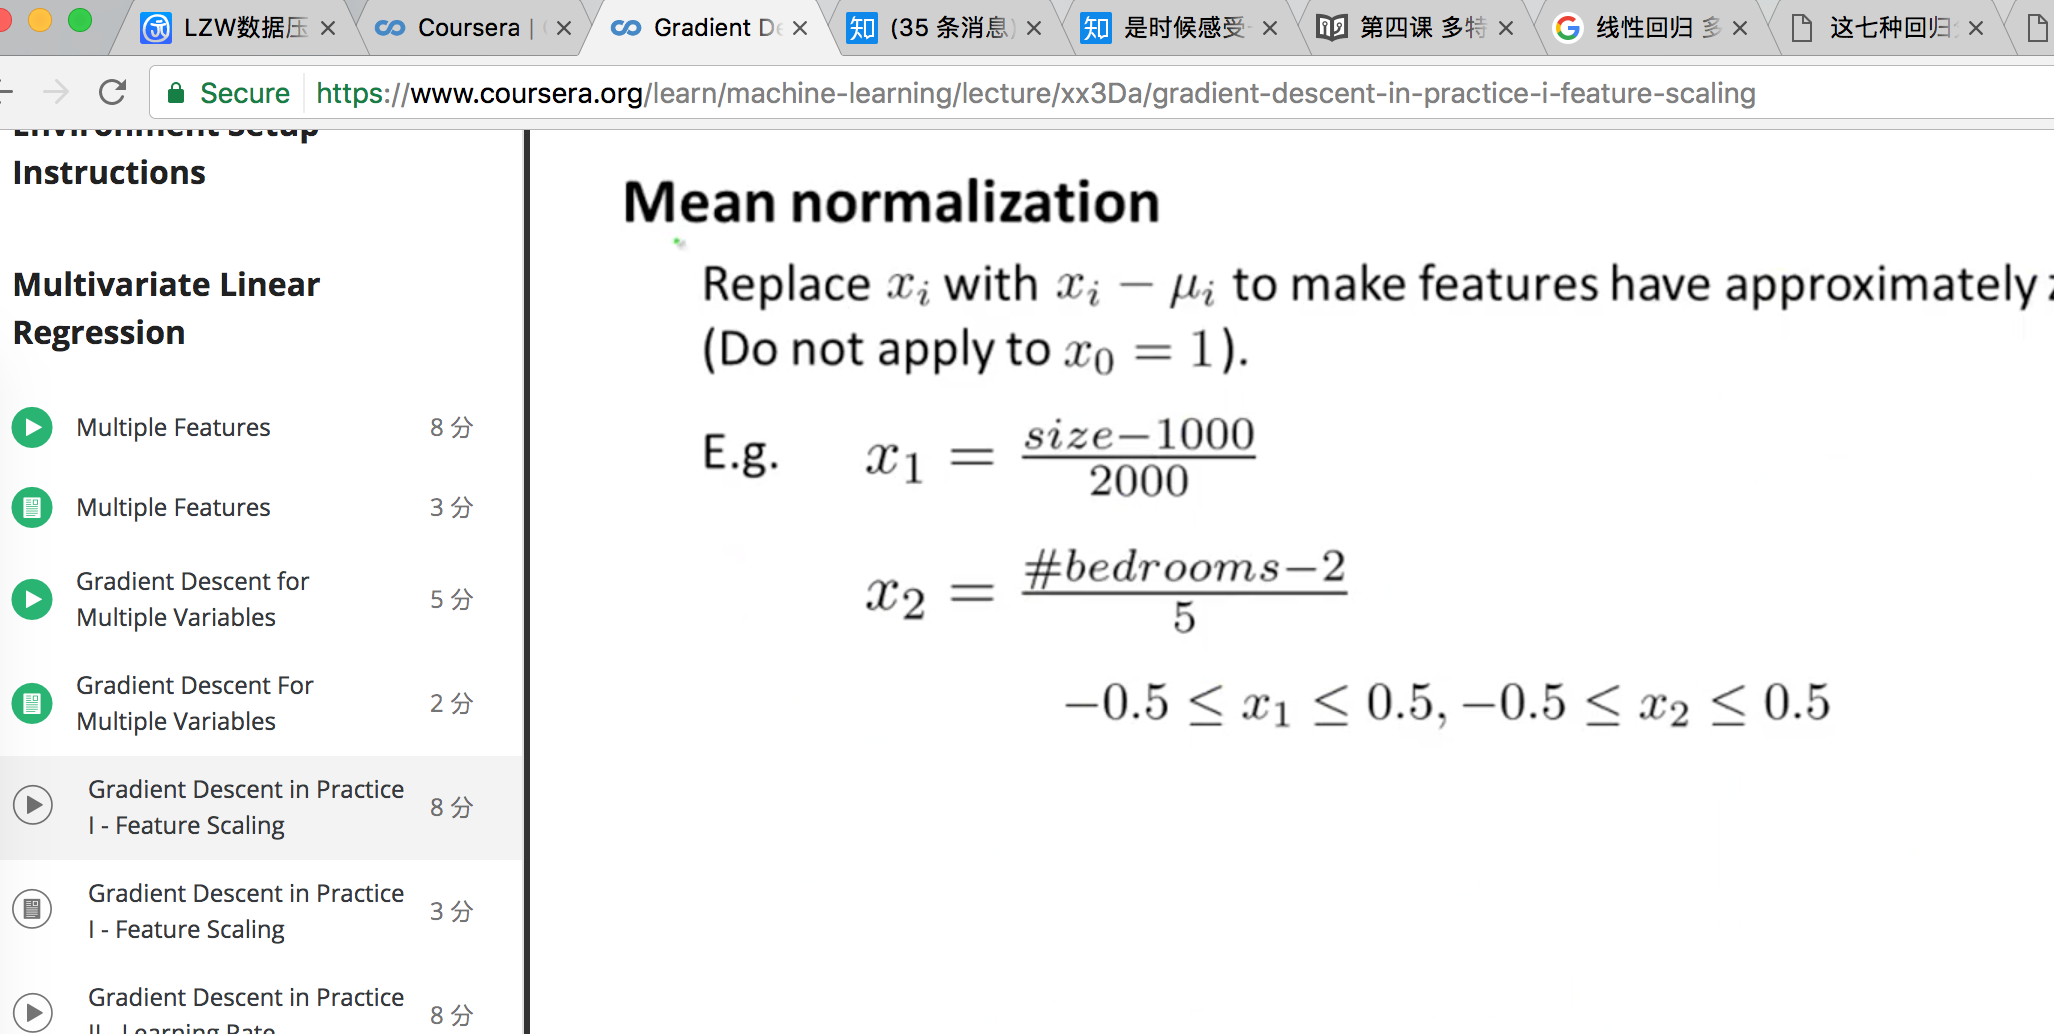 LZW数据压
Coursera |
Gradient De
知 (35 条消息)
知 是时候感受
第四课 多特
线性回归 多
这七种回归
Secure https://www.coursera.org/learn/machine-learning/lecture/xx3Da/gradient-descent-in-practice-i-feature-scaling
Environment Setup
Instructions
Multivariate Linear
Regression
Multiple Features 8 分
Multiple Features 3 分
Gradient Descent for
Multiple Variables 5 分
Gradient Descent For
Multiple Variables 2 分
Gradient Descent in Practice
I - Feature Scaling 8 分
Gradient Descent in Practice
I - Feature Scaling 3 分
Gradient Descent in Practice
II - Learning Rate 8 分
Mean normalization
Replace x_i with x_i − μ_i to make features have approximately
(Do not apply to x_0 = 1).
E.g. x_1 = \frac{size−1000}{2000}
x_2 = \frac{#bedrooms−2}{5}
−0.5 ≤ x_1 ≤ 0.5, −0.5 ≤ x_2 ≤ 0.5